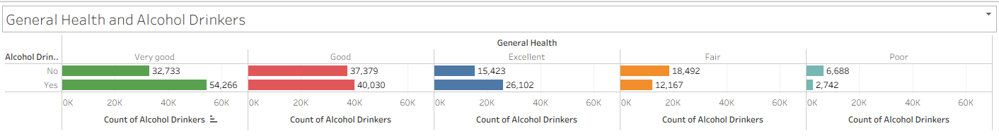 General Health and Alcohol Drinkers
General Health
Alcohol Drin.. Very good Good Excellent Fair Poor
No 32,733 37,379 15,423 18,492 6,688
Yes 54,266 40,030 26,102 12,167 2,742
0K 20K 40K 60K 0K 20K 40K 60K 0K 20K 40K 60K 0K 20K 40K 60K 0K 20K 40K 60K
Count of Alcohol Drinkers Count of Alcohol Drinkers Count of Alcohol Drinkers Count of Alcohol Drinkers Count of Alcohol Drinkers